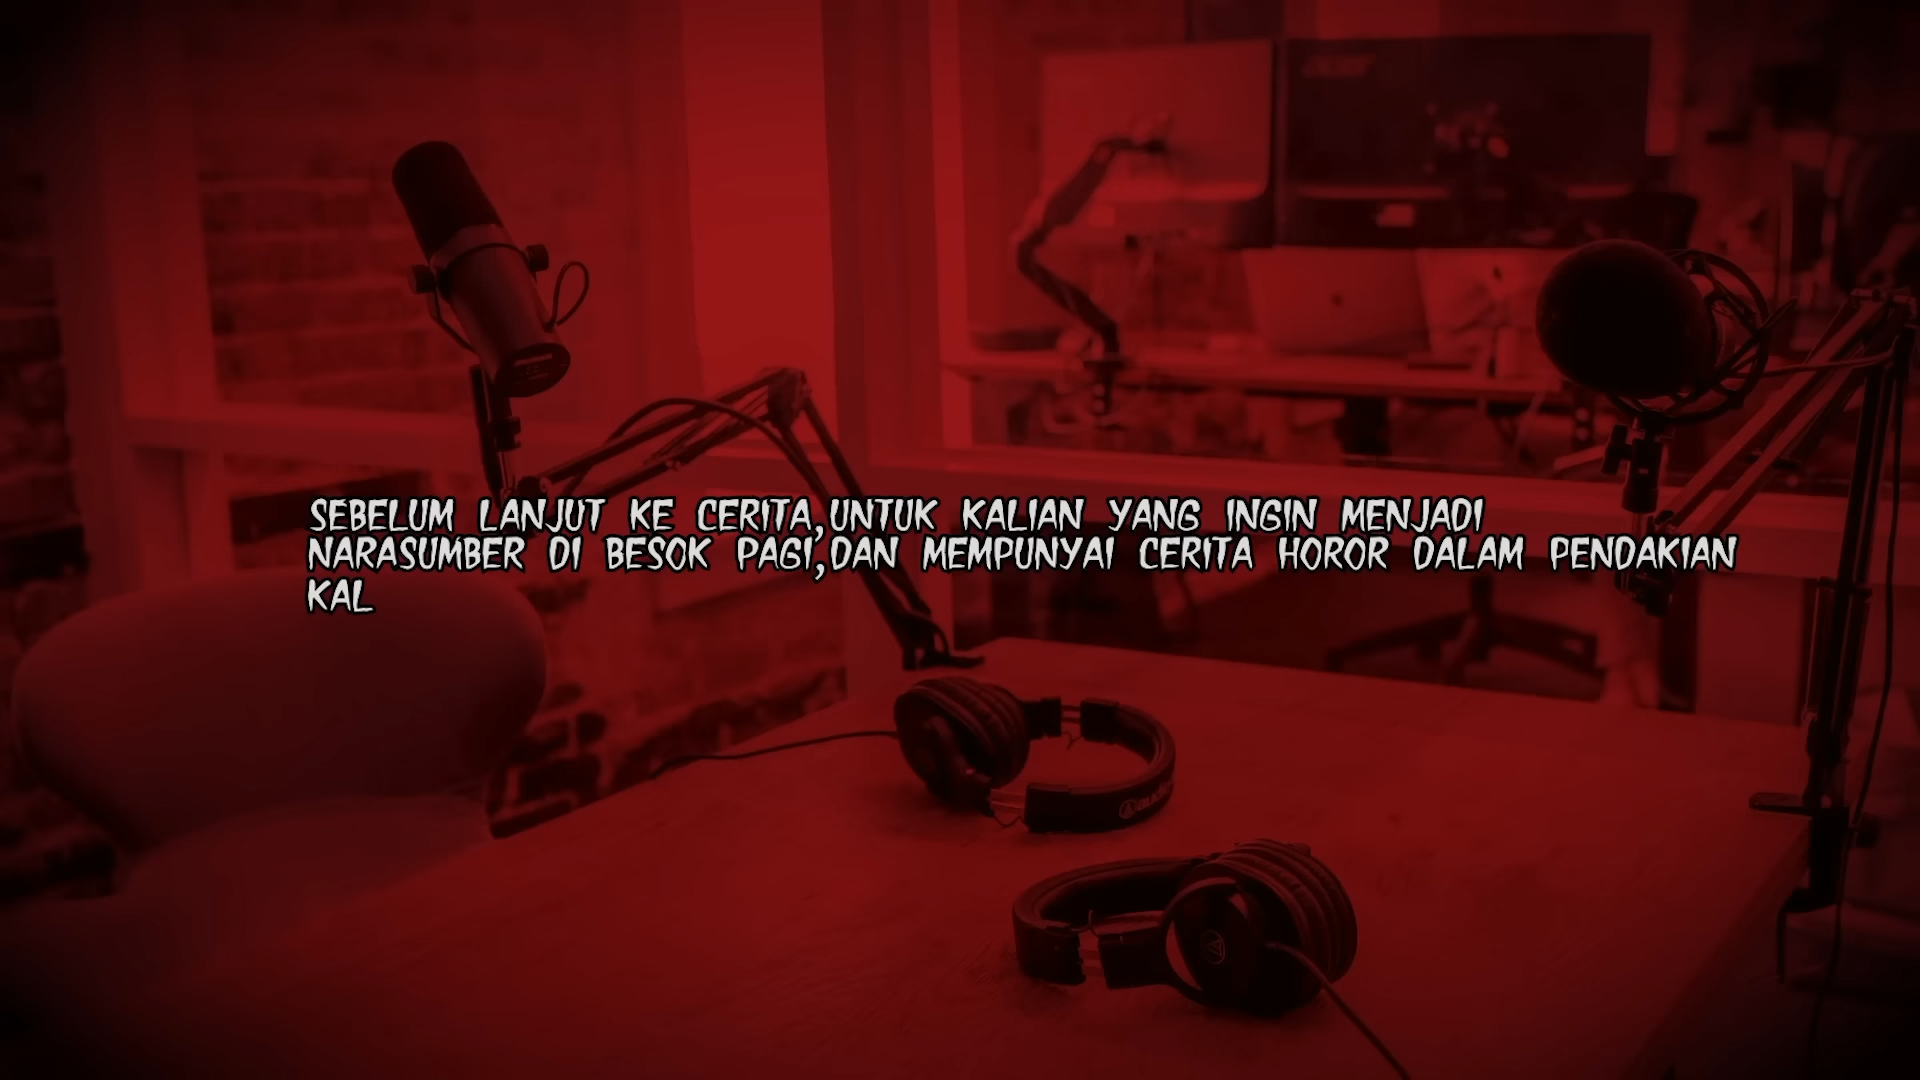 SEBELUM LANJUT KE CERITA,UNTUK KALIAN YANG INGIN MENJADI
NARASUMBER DI BESOK PAGI,DAN MEMPUNYAI CERITA HOROR DALAM PENDAKIAN
KAL